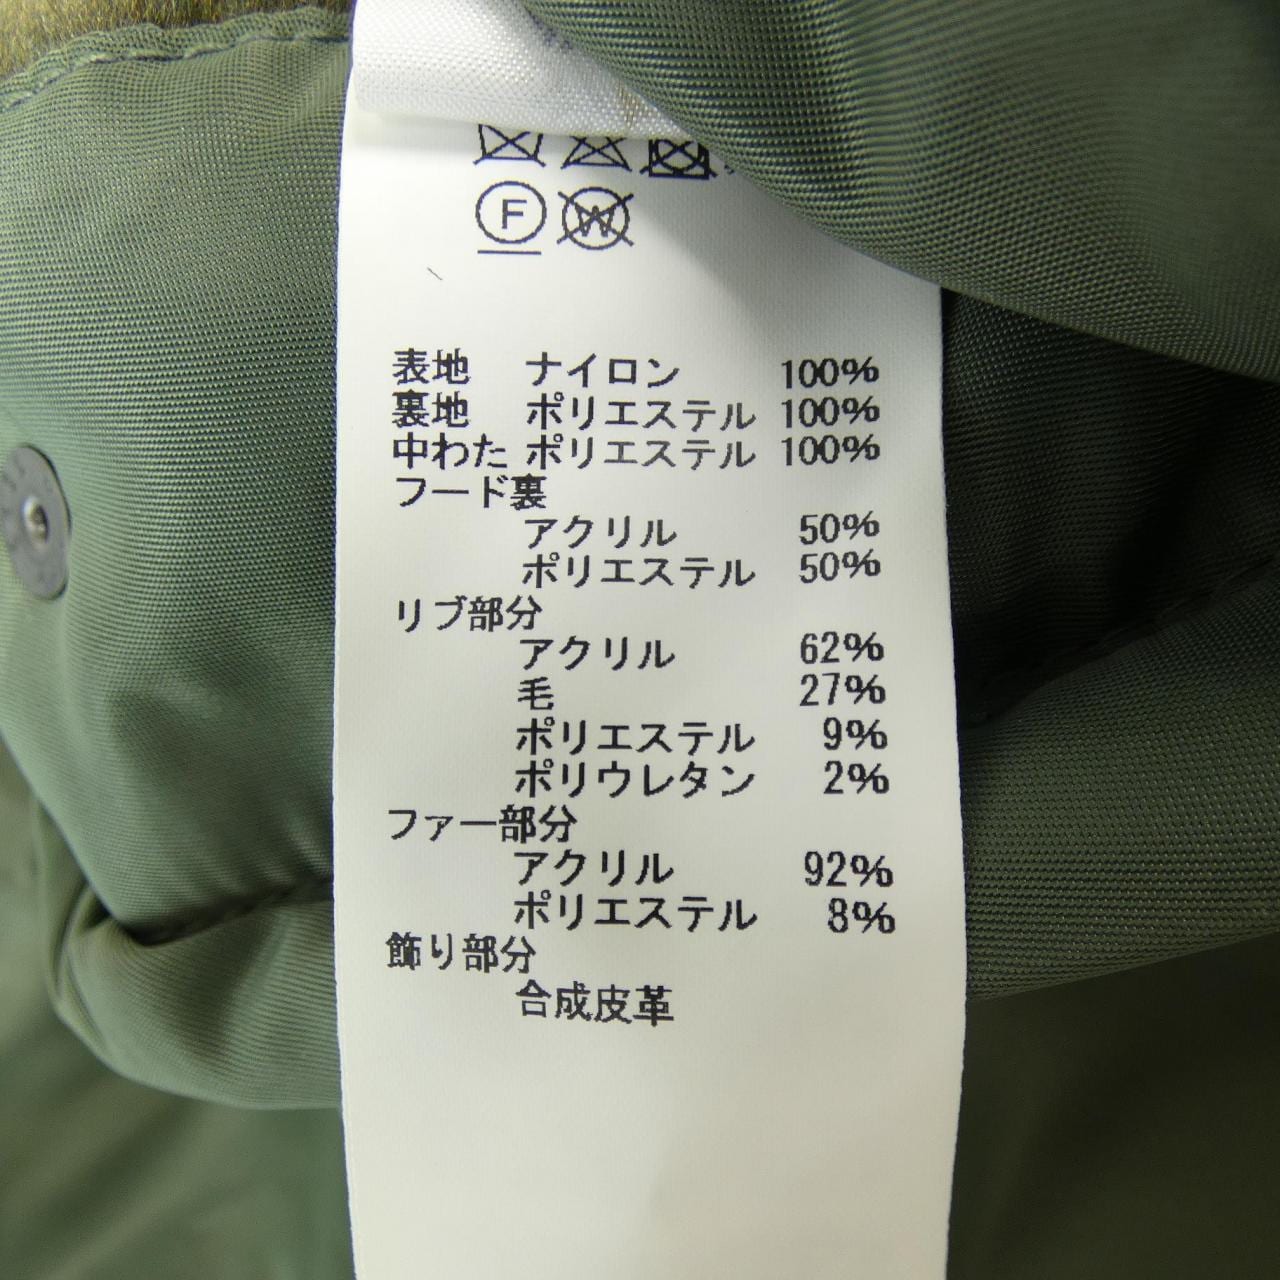 F W
表地 ナイロン 100%
裏地 ポリエステル 100%
中わた ポリエステル 100%
フード裏
アクリル 50%
ポリエステル 50%
リブ部分
アクリル 62%
毛 27%
ポリエステル 9%
ポリウレタン 2%
ファー部分
アクリル 92%
ポリエステル 8%
飾り部分
合成皮革